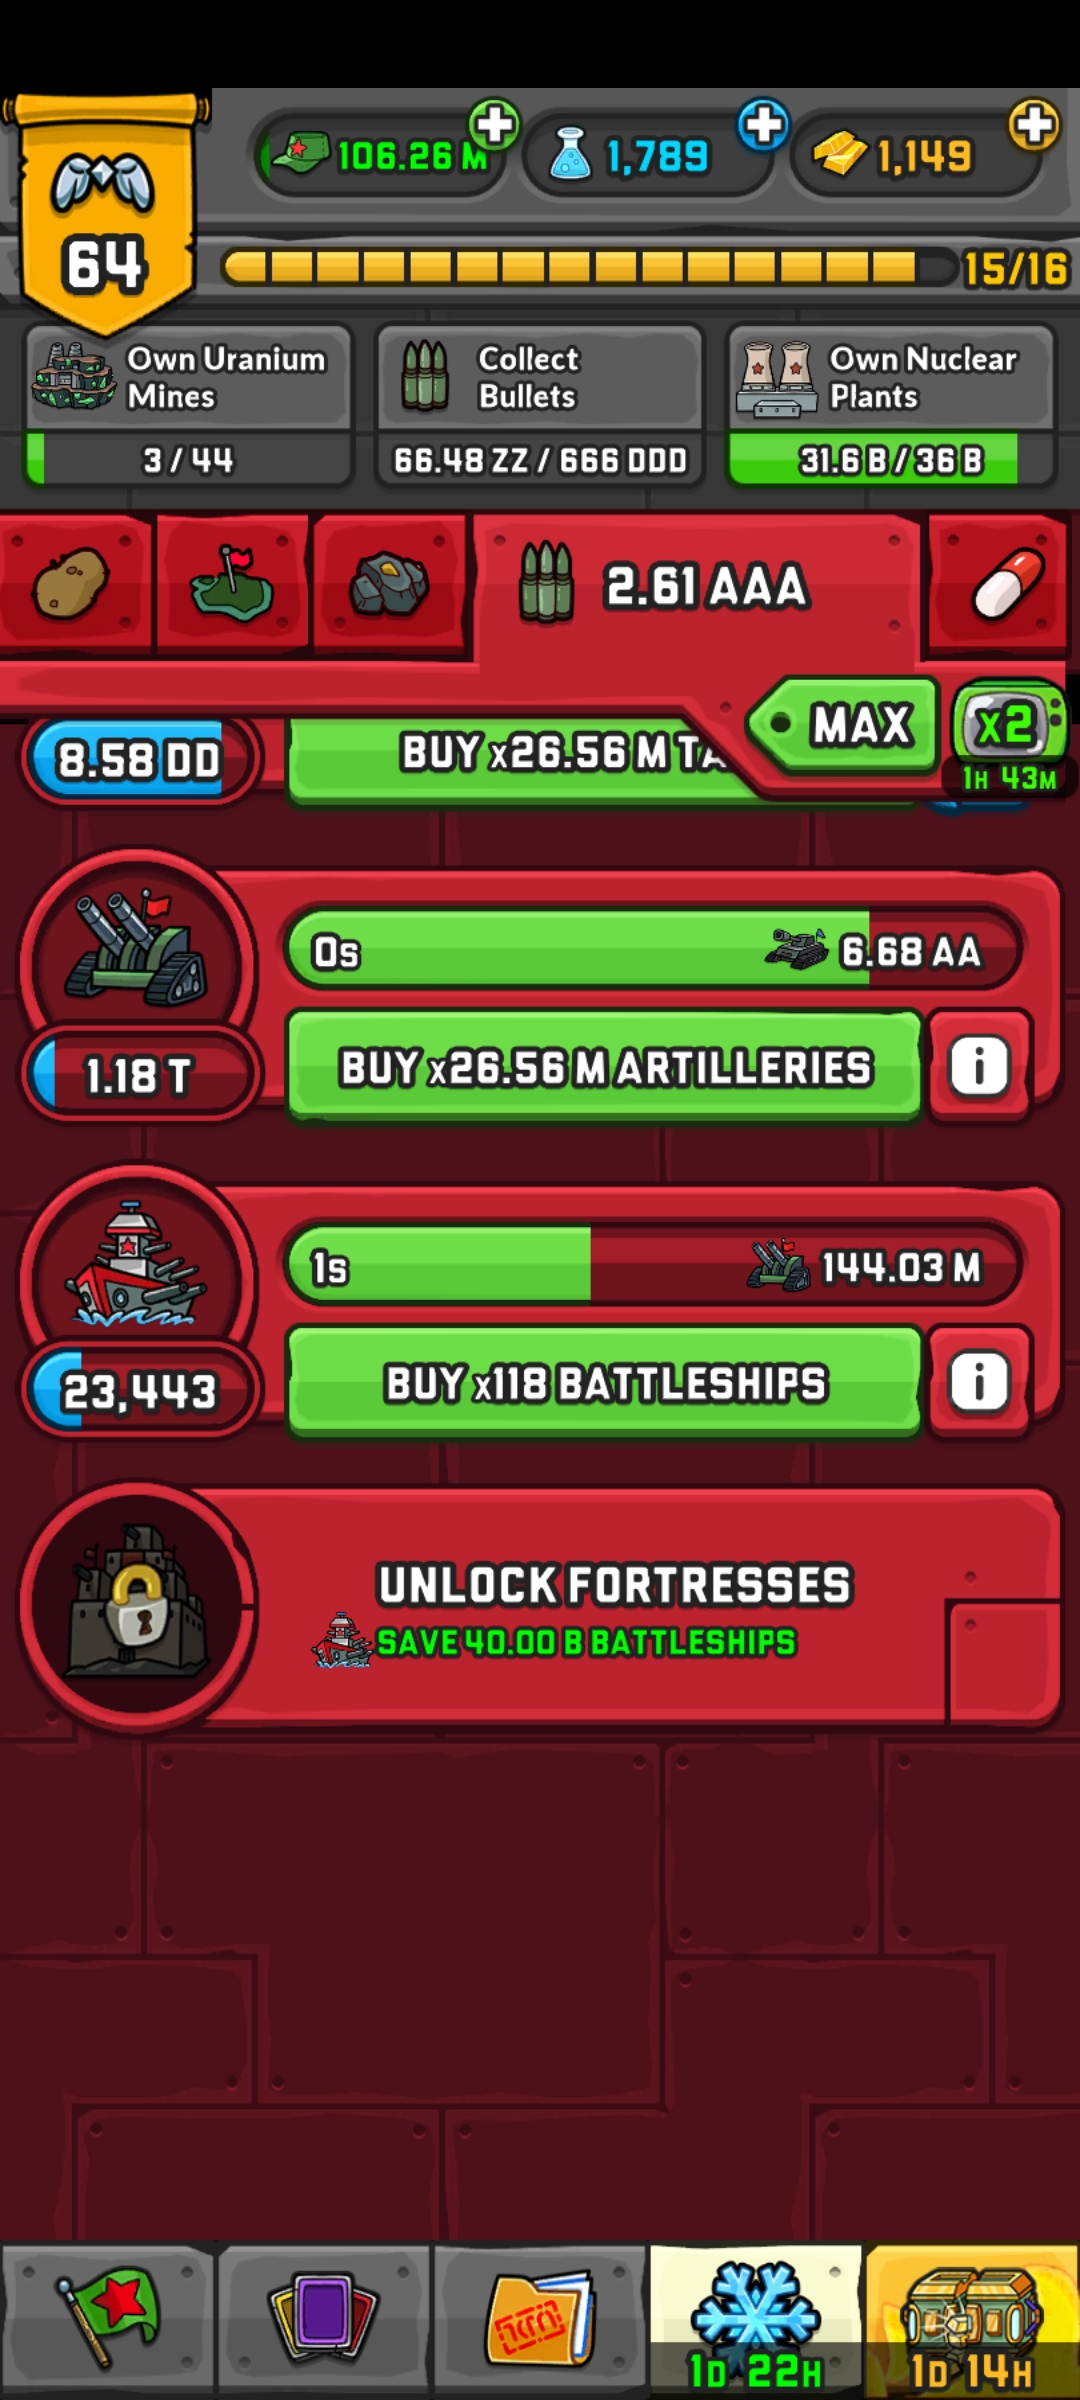 106.26 M
1,789
1,149
64
15/16
Own Uranium
Mines
3 / 44
Collect
Bullets
66.48 ZZ / 666 DDD
Own Nuclear
Plants
31.6 B / 36 B
2.61 AAA
MAX
x2
1H 43M
8.58 DD
BUY x26.56 M TA
0s
6.68 AA
1.18 T
BUY x26.56 M ARTILLERIES
i
1s
144.03 M
23,443
BUY x118 BATTLESHIPS
i
UNLOCK FORTRESSES
SAVE 40.00 B BATTLESHIPS
1D 22H
1D 14H